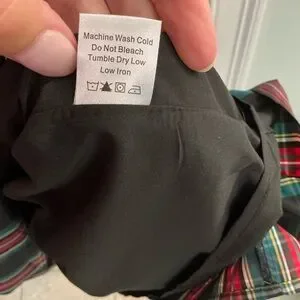 Machine Wash Cold
Do Not Bleach
Tumble Dry Low
Low Iron